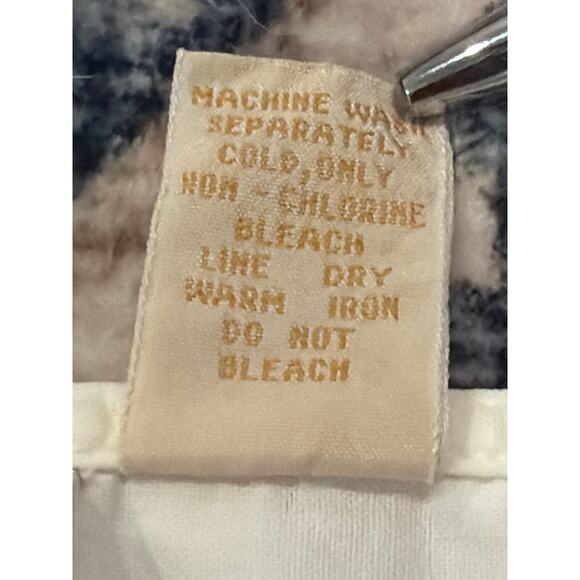 MACHINE WASH
SEPARATELY
COLD, ONLY
NON - CHLORINE
BLEACH
LINE DRY
WARM IRON
DO NOT
BLEACH